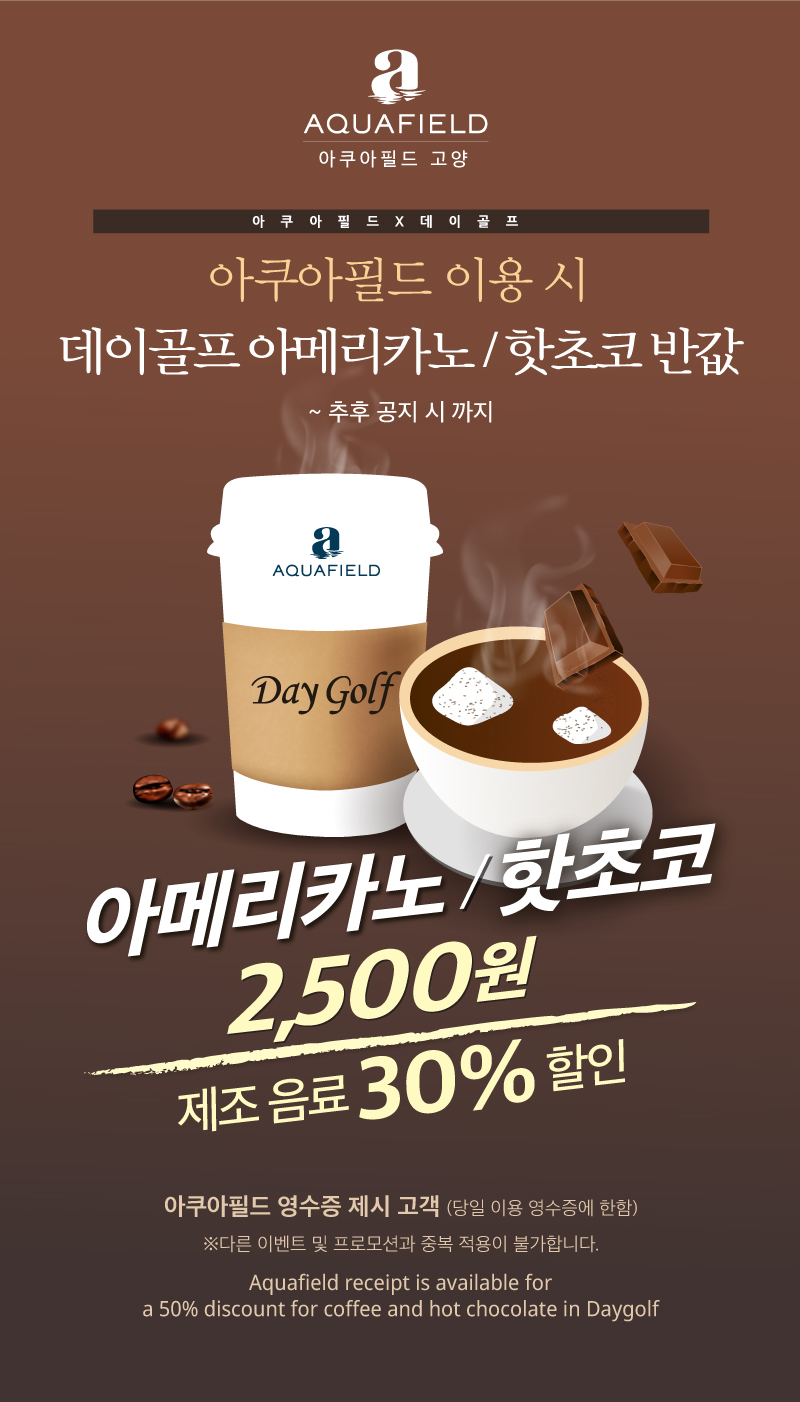 a
AQUAFIELD
아쿠아필드 고양
아쿠아필드X데이골프
아쿠아필드 이용 시
데이골프 아메리카노 / 핫초코 반값
~ 추후 공지 시 까지
a
AQUAFIELD
Day Golf
아메리카노 / 핫초코
2,500원
제조 음료 30% 할인
아쿠아필드 영수증 제시 고객 (당일 이용 영수증에 한함)
※다른 이벤트 및 프로모션과 중복 적용이 불가합니다.
Aquafield receipt is available for
a 50% discount for coffee and hot chocolate in Daygolf